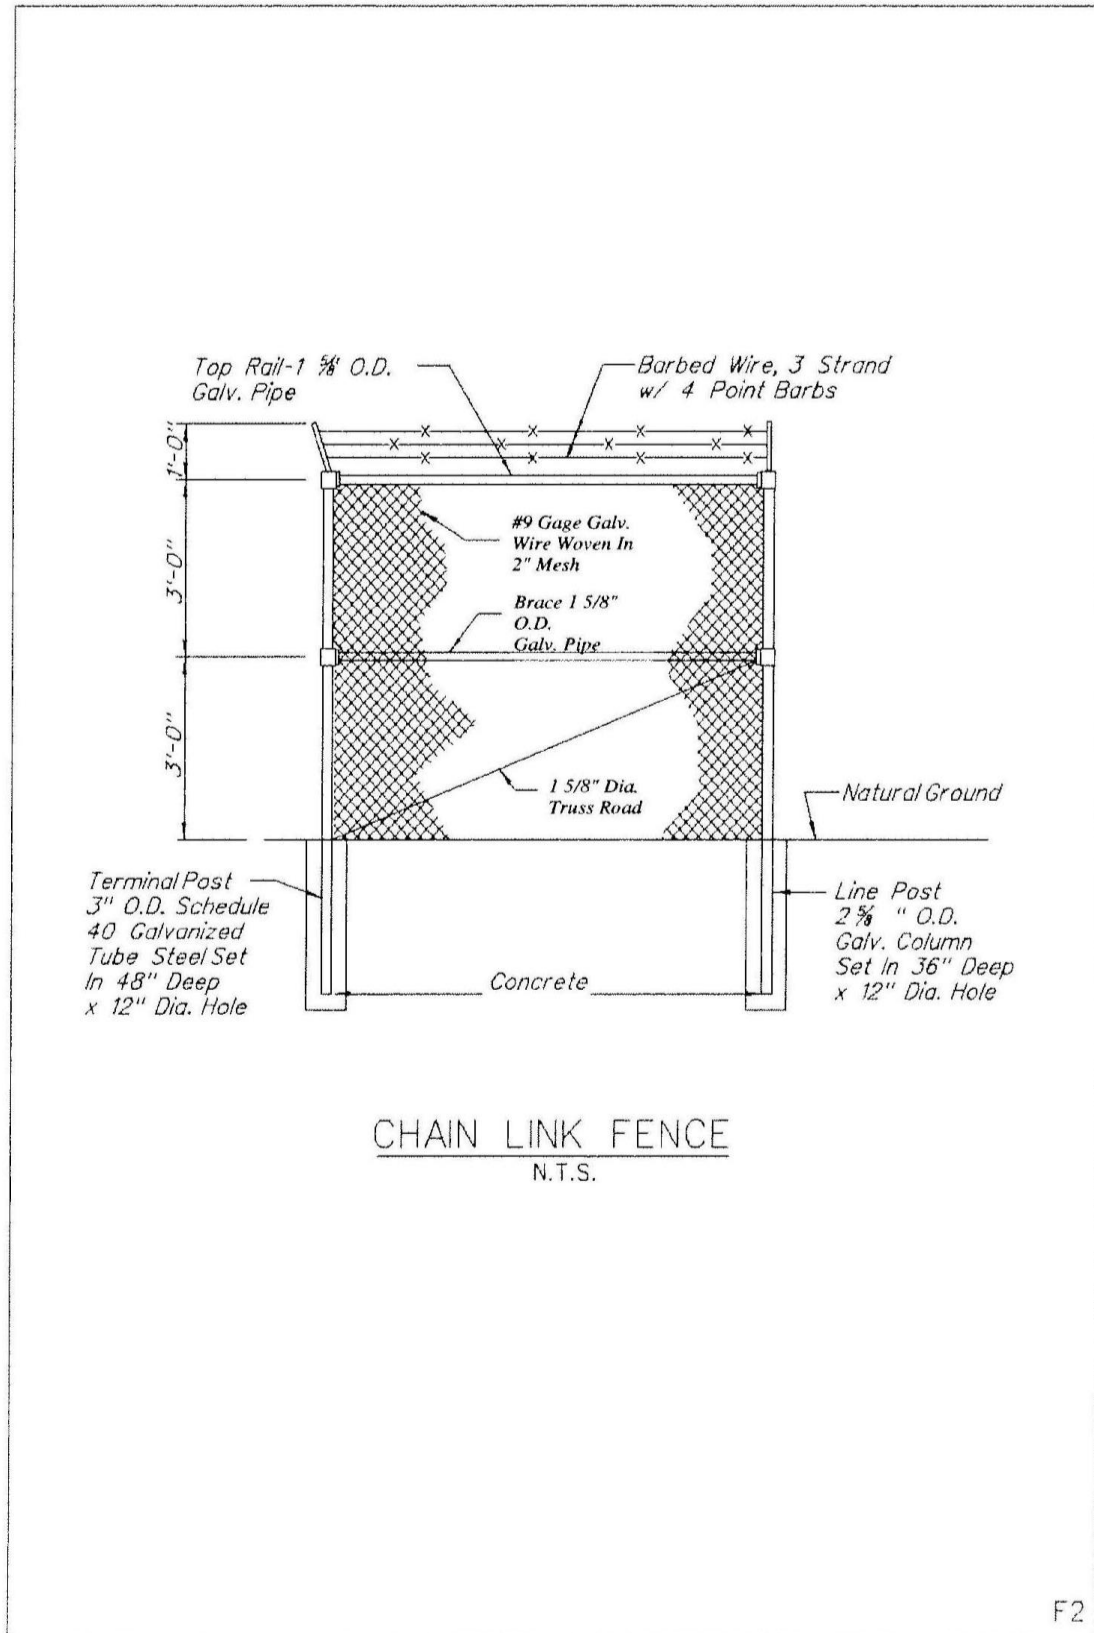 Top Rail-1 5/8" O.D.
Galv. Pipe
Barbed Wire, 3 Strand
w/ 4 Point Barbs
1'-0"
3'-0"
3'-0"
#9 Gage Galv.
Wire Woven In
2" Mesh
Brace 1 5/8"
O.D.
Galv. Pipe
1 5/8" Dia.
Truss Road
Natural Ground
Terminal Post
3" O.D. Schedule
40 Galvanized
Tube Steel Set
In 48" Deep
x 12" Dia. Hole
Concrete
Line Post
2 5/8 " O.D.
Galv. Column
Set In 36" Deep
x 12" Dia. Hole
CHAIN LINK FENCE
N.T.S.
F2